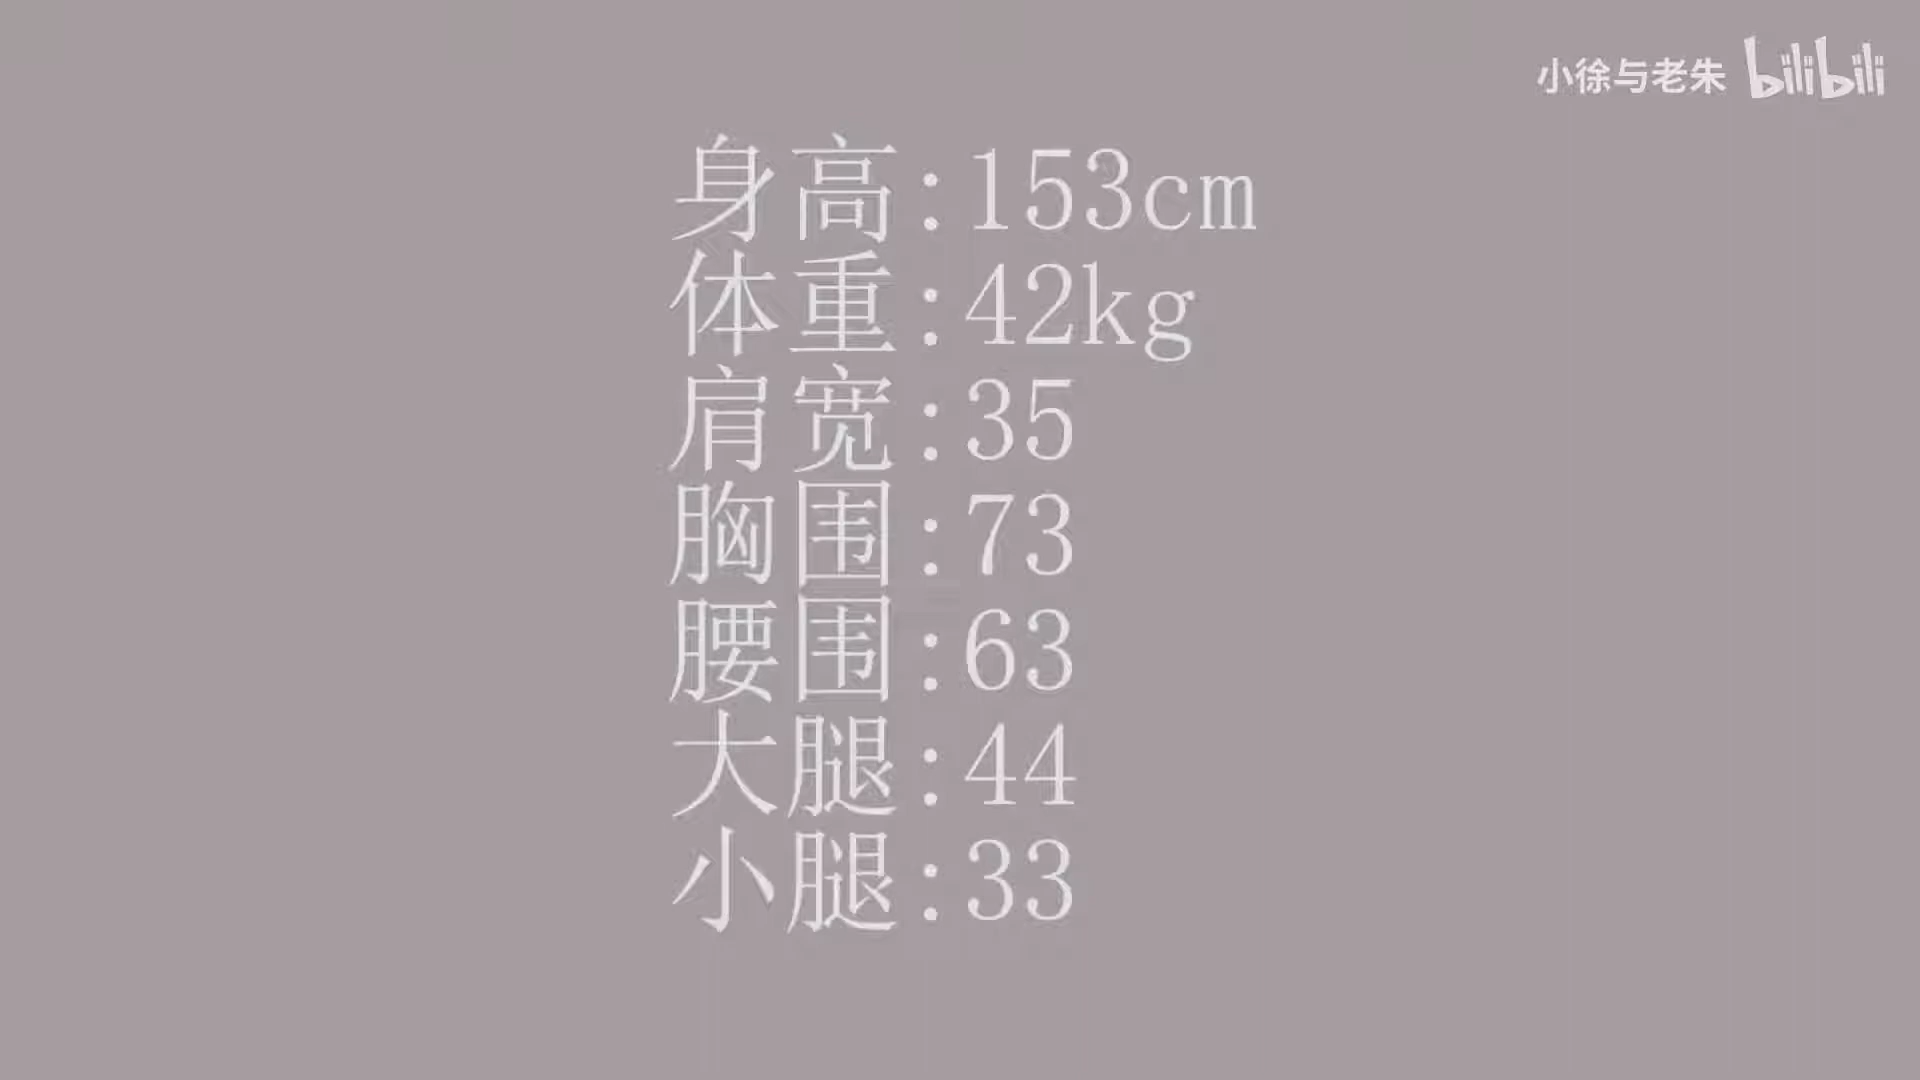 小徐与老朱 bilibili
身高:153cm
体重:42kg
肩宽:35
胸围:73
腰围:63
大腿:44
小腿:33